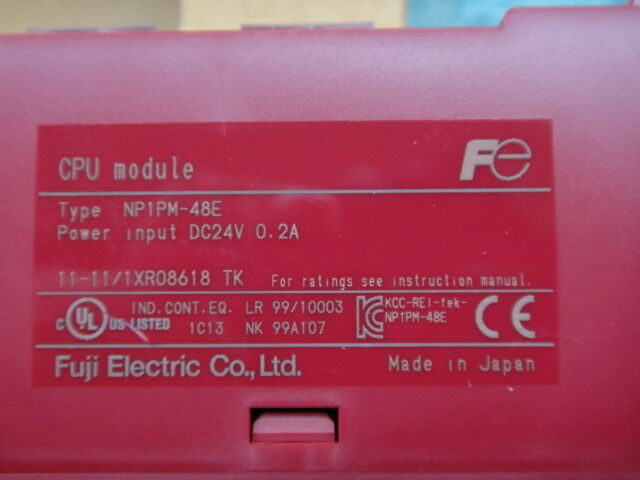 CPU module
Fe
Type NP1PM-48E
Power input DC24V 0.2A
11-11/1XR08618 TK For ratings see instruction manual.
C UL US LISTED IND.CONT.EQ. 1C13 LR 99/10003 NK 99A107 KCC-REI-fek-NP1PM-48E CE
Fuji Electric Co., Ltd. Made in Japan